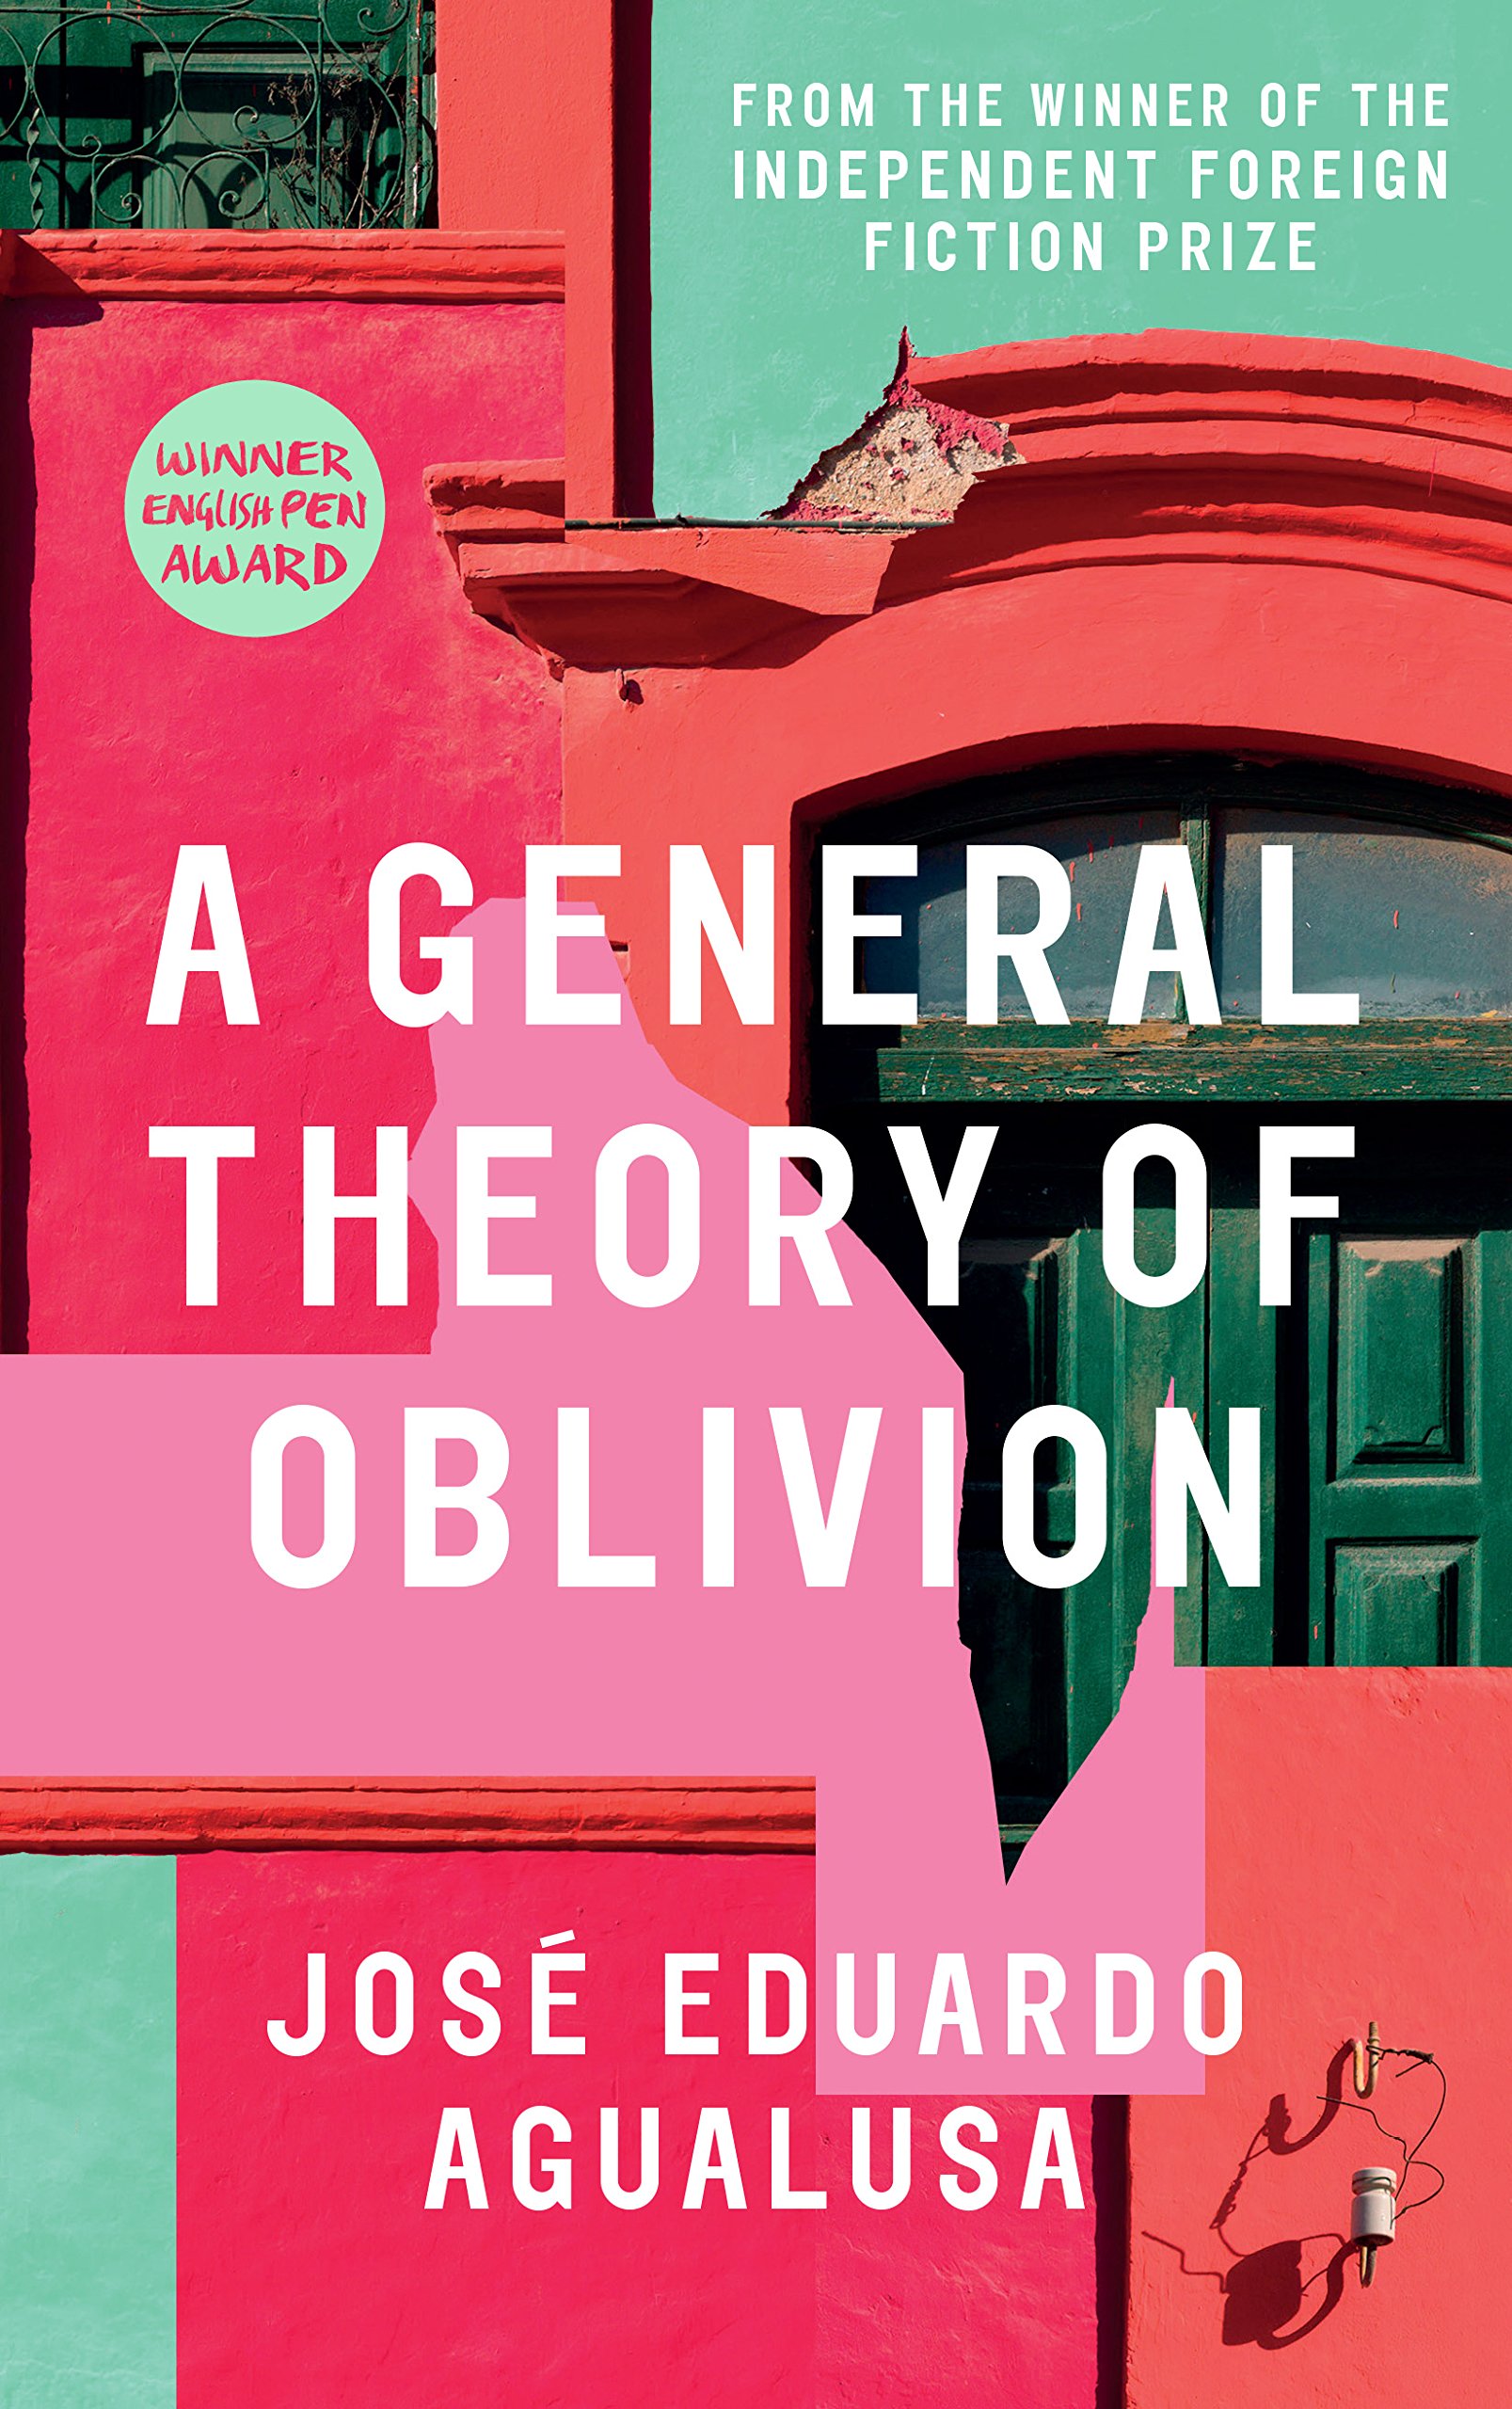 FROM THE WINNER OF THE
INDEPENDENT FOREIGN
FICTION PRIZE
WINNER
ENGLISH PEN
AWARD
A GENERAL
THEORY OF
OBLIVION
JOSÉ EDUARDO
AGUALUSA